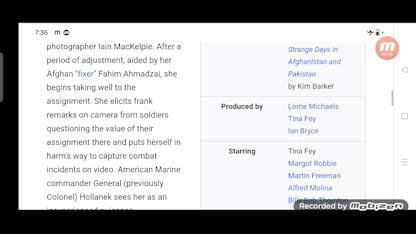 7:36
photographer Iain MacKelpie. After a
period of adjustment, aided by her
Afghan "fixer" Fahim Ahmadzai, she
begins taking well to the
assignment. She elicits frank
remarks on camera from soldiers
questioning the value of their
assignment there and puts herself in
harm's way to capture combat
incidents on video. American Marine
commander General (previously
Colonel) Hollanek sees her as an
Strange Days in
Afghanistan and
Pakistan
by Kim Barker
Produced by
Lorne Michaels
Tina Fey
Ian Bryce
Starring
Tina Fey
Margot Robbie
Martin Freeman
Alfred Molina
Billy Bob Thornton
Recorded by Mobizen